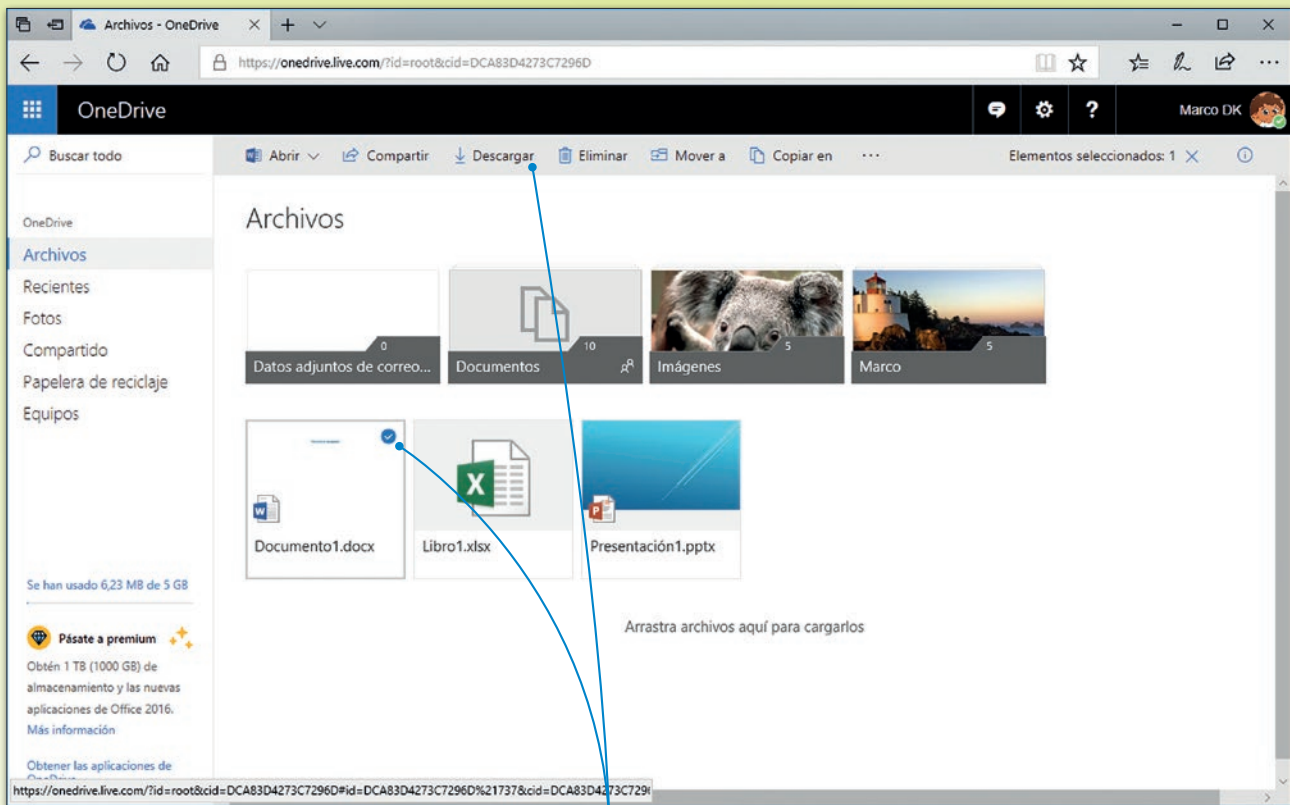 Archivos - OneDrive
https://onedrive.live.com/?id=root&cid=DCA83D4273C7296D
OneDrive
?
Marco DK
Buscar todo
Abrir
Compartir
Descargar
Eliminar
Mover a
Copiar en
...
Elementos seleccionados: 1
OneDrive
Archivos
Recientes
Fotos
Compartido
Papelera de reciclaje
Equipos
Archivos
0
Datos adjuntos de correo...
10
Documentos
5
Imágenes
5
Marco
Documento1.docx
Libro1.xlsx
Presentación1.pptx
Arrastra archivos aquí para cargarlos
Se han usado 6,23 MB de 5 GB
Pásate a premium
Obtén 1 TB (1000 GB) de
almacenamiento y las nuevas
aplicaciones de Office 2016.
Más información
Obtener las aplicaciones de
https://onedrive.live.com/?id=root&cid=DCA83D4273C7296D#id=DCA83D4273C7296D%21737&cid=DCA83D4273C729